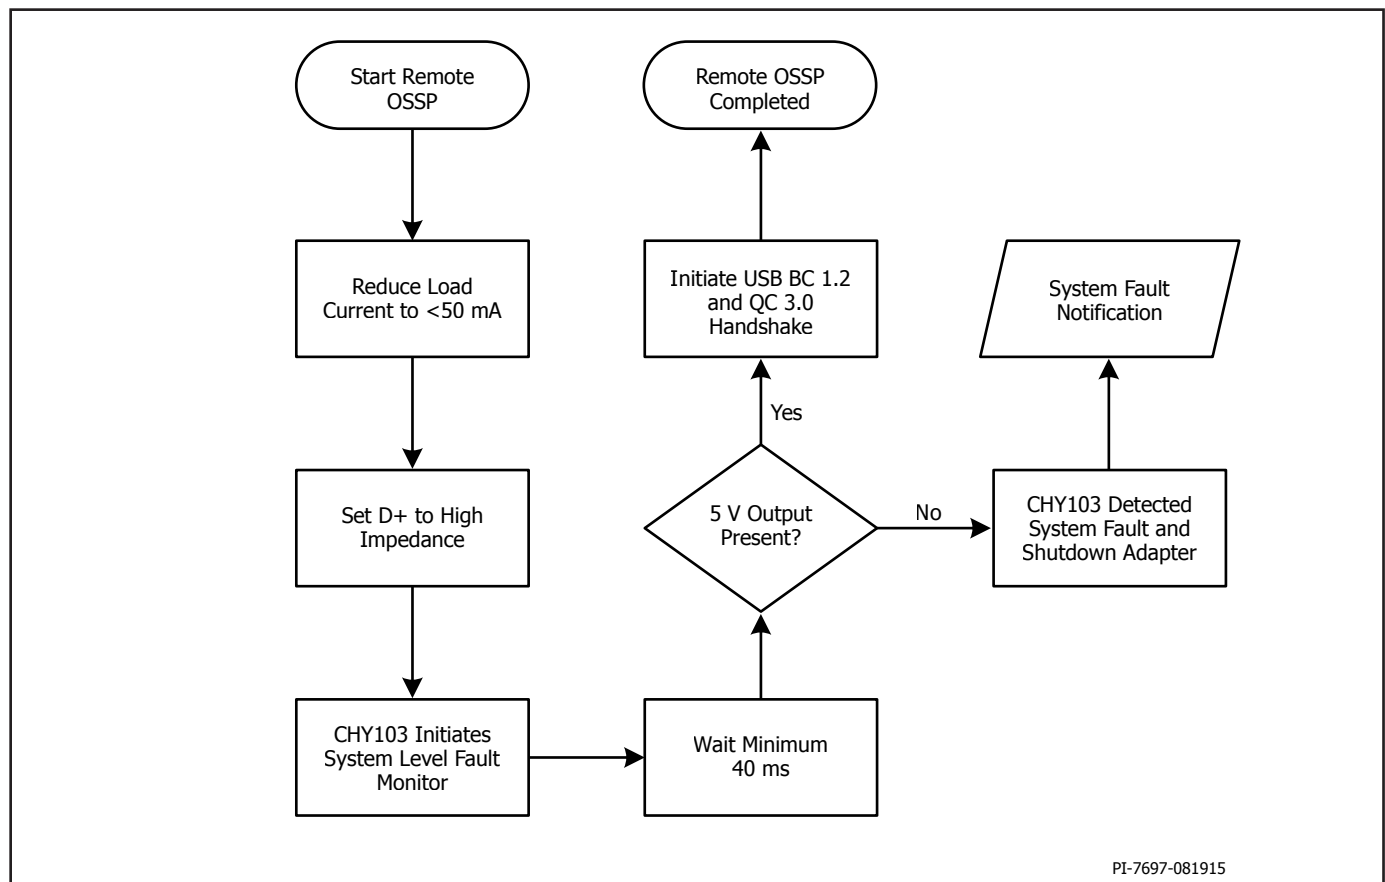 Start Remote
OSSP
Reduce Load
Current to <50 mA
Set D+ to High
Impedance
CHY103 Initiates
System Level Fault
Monitor
Wait Minimum
40 ms
5 V Output
Present?
Yes
No
Initiate USB BC 1.2
and QC 3.0
Handshake
Remote OSSP
Completed
CHY103 Detected
System Fault and
Shutdown Adapter
System Fault
Notification
PI-7697-081915